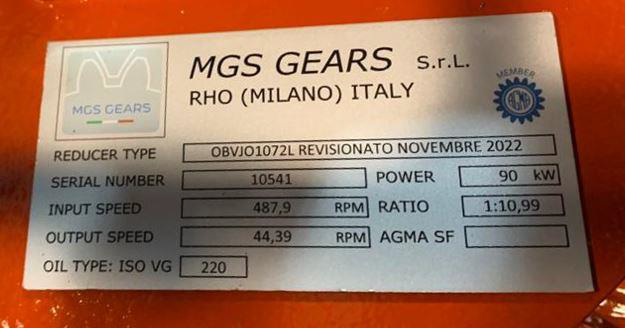 MGS GEARS S.r.L.
RHO (MILANO) ITALY
MGS GEARS
MEMBER
AGMA
REDUCER TYPE OBVJO1072L REVISIONATO NOVEMBRE 2022
SERIAL NUMBER 10541 POWER 90 kW
INPUT SPEED 487,9 RPM RATIO 1:10,99
OUTPUT SPEED 44,39 RPM AGMA SF
OIL TYPE: ISO VG 220